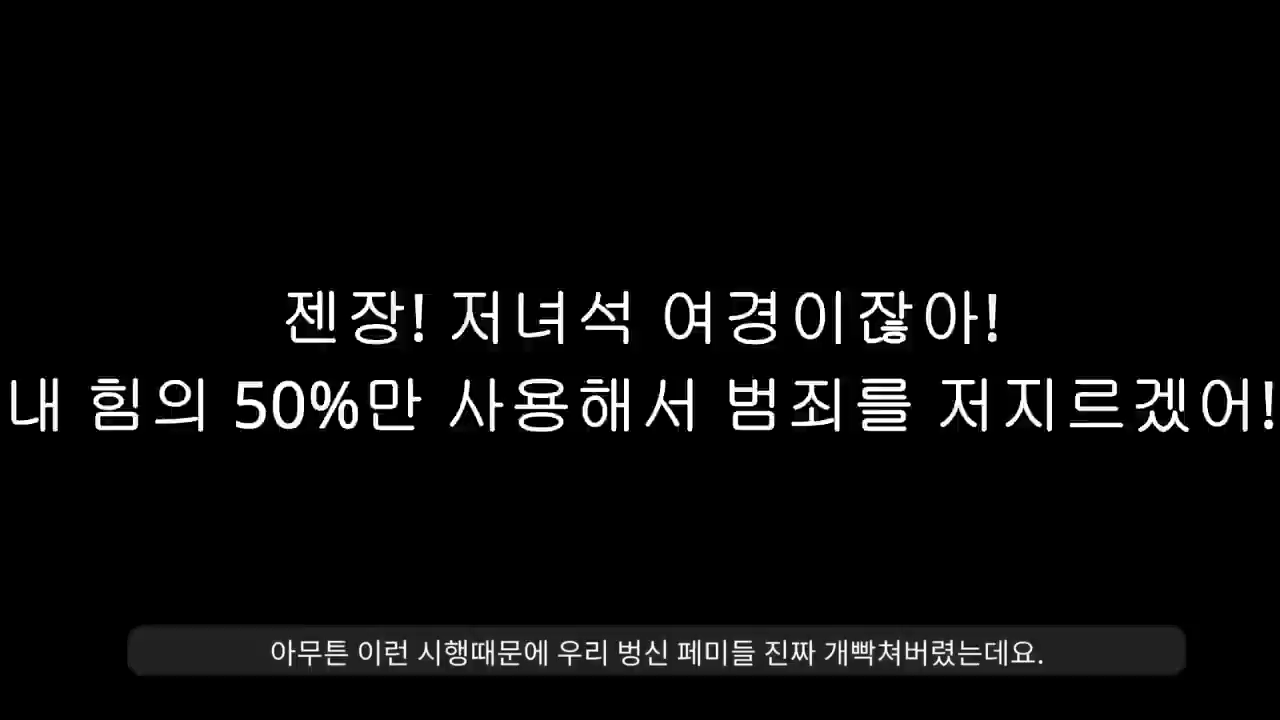 젠장! 저녀석 여경이잖아!
내 힘의 50%만 사용해서 범죄를 저지르겠어!
아무튼 이런 시행때문에 우리 벙신 페미들 진짜 개빡쳐버렸는데요.